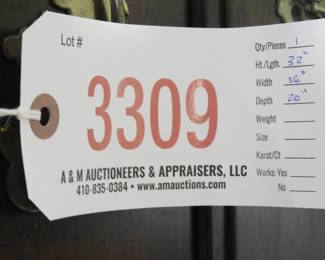 Lot #
3309
A & M AUCTIONEERS & APPRAISERS, LLC
410-835-0384 • www.amauctions.com
Qty/Pieces 1
Ht./Lgth. 32"
Width 36"
Depth 20"
Weight
Size
Karat/Ct
Works: Yes
No